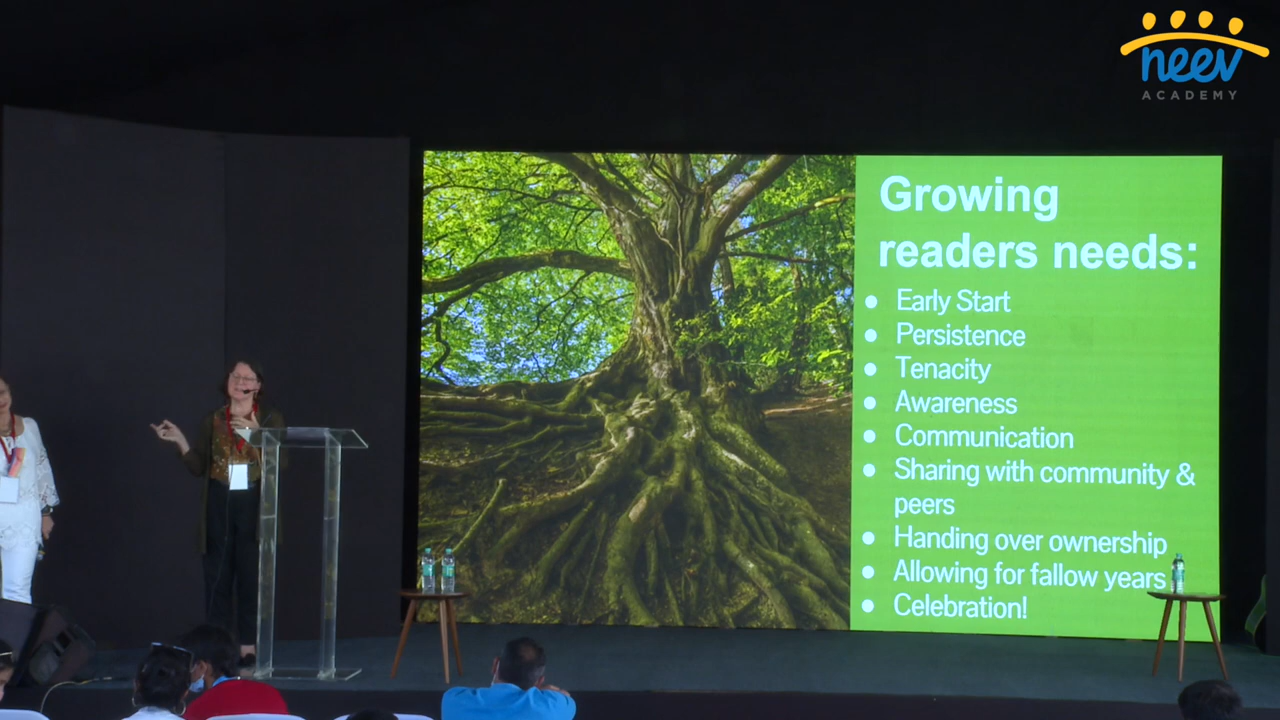 neev
ACADEMY
Growing
readers needs:
● Early Start
● Persistence
● Tenacity
● Awareness
● Communication
● Sharing with community &
peers
● Handing over ownership
● Allowing for fallow years
● Celebration!